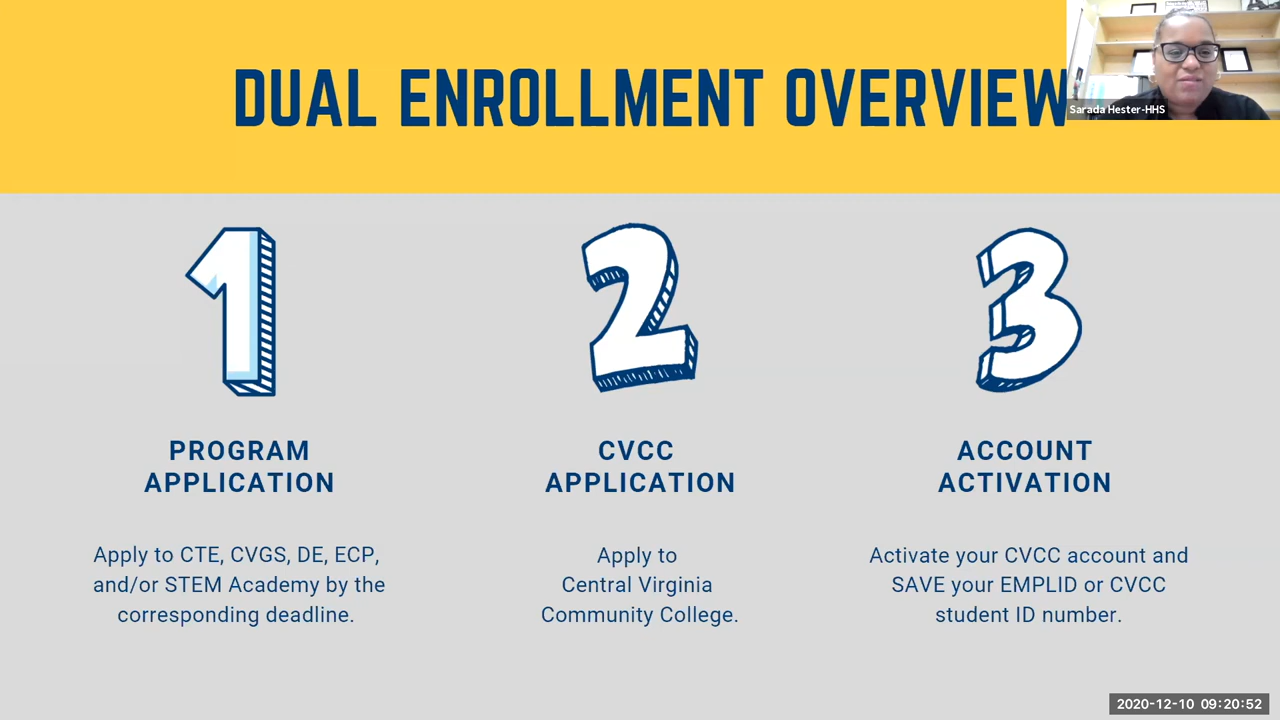 DUAL ENROLLMENT OVERVIEW
Sarada Hester-HHS
1
2
3
PROGRAM
APPLICATION
CVCC
APPLICATION
ACCOUNT
ACTIVATION
Apply to CTE, CVGS, DE, ECP,
and/or STEM Academy by the
corresponding deadline.
Apply to
Central Virginia
Community College.
Activate your CVCC account and
SAVE your EMPLID or CVCC
student ID number.
2020-12-10 09:20:52